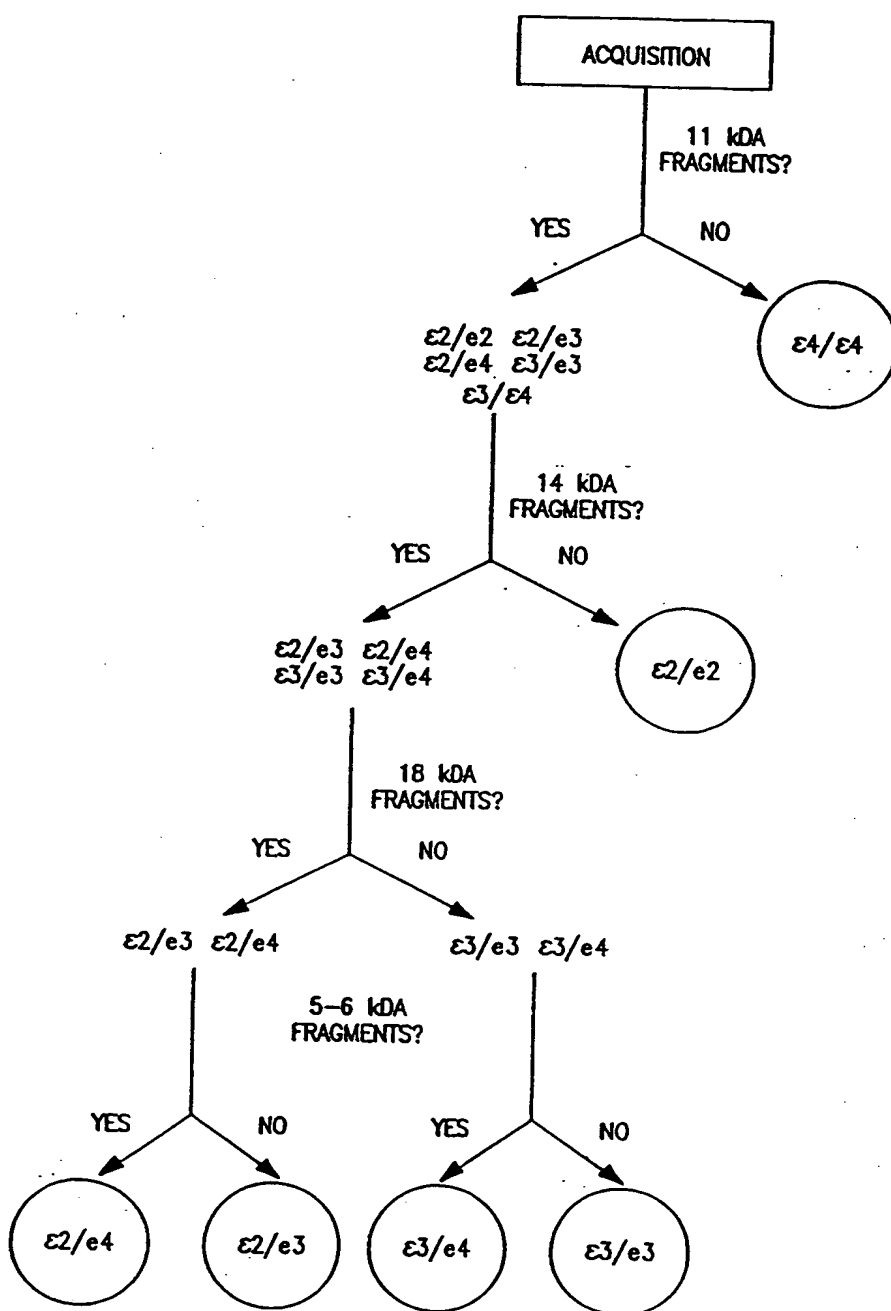 ACQUISITION
11 kDA
FRAGMENTS?
YES NO
ε4/ε4
ε2/e2 ε2/e3
ε2/e4 ε3/e3
ε3/ε4
14 kDA
FRAGMENTS?
YES NO
ε2/e3 ε2/e4
ε3/e3 ε3/e4
ε2/e2
18 kDA
FRAGMENTS?
YES NO
ε2/e3 ε2/e4 ε3/e3 ε3/e4
5–6 kDA
FRAGMENTS?
YES NO YES NO
ε2/e4 ε2/e3 ε3/e4 ε3/e3